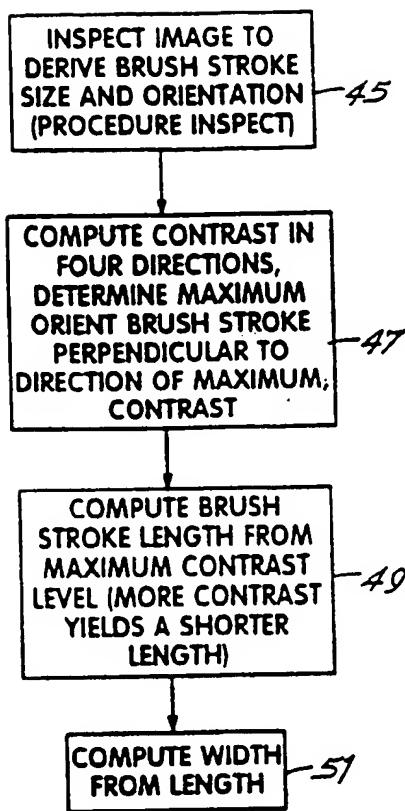 INSPECT IMAGE TO
DERIVE BRUSH STROKE
SIZE AND ORIENTATION
(PROCEDURE INSPECT)
45
COMPUTE CONTRAST IN
FOUR DIRECTIONS,
DETERMINE MAXIMUM
ORIENT BRUSH STROKE
PERPENDICULAR TO
DIRECTION OF MAXIMUM;
CONTRAST
47
COMPUTE BRUSH
STROKE LENGTH FROM
MAXIMUM CONTRAST
LEVEL (MORE CONTRAST
YIELDS A SHORTER
LENGTH)
49
COMPUTE WIDTH
FROM LENGTH
51